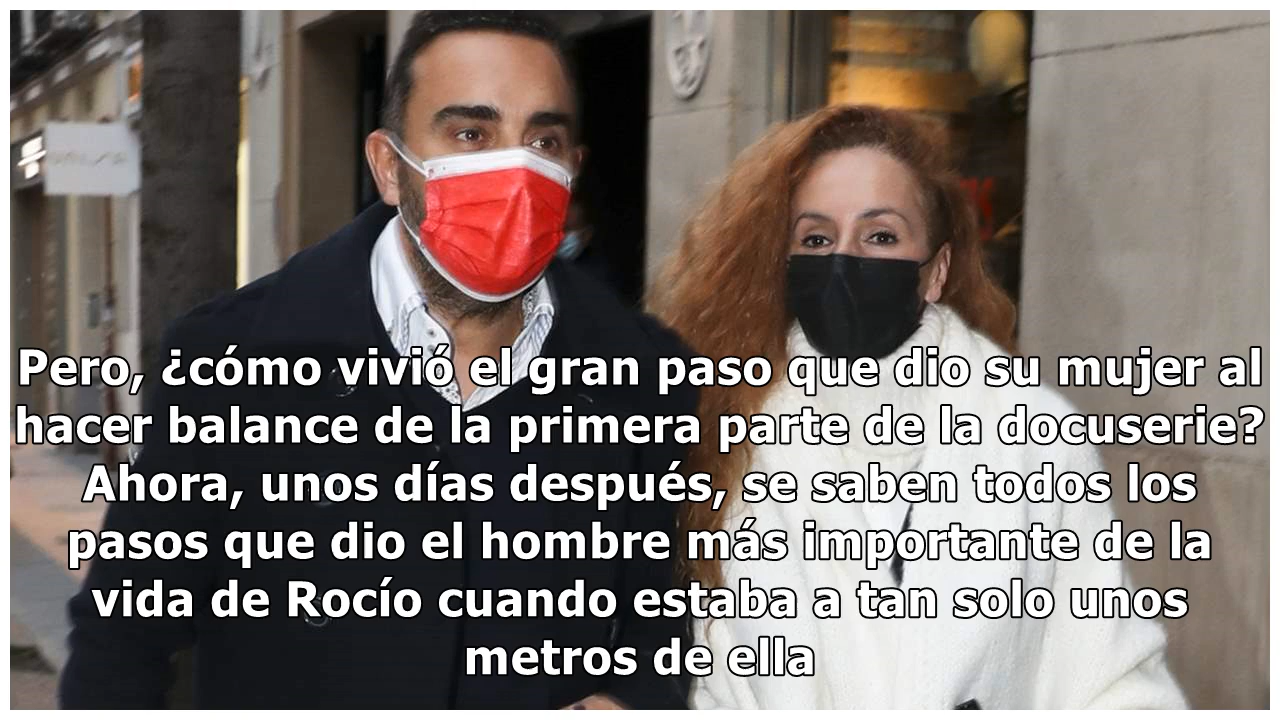 Pero, ¿cómo vivió el gran paso que dio su mujer al
hacer balance de la primera parte de la docuserie?
Ahora, unos días después, se saben todos los
pasos que dio el hombre más importante de la
vida de Rocío cuando estaba a tan solo unos
metros de ella